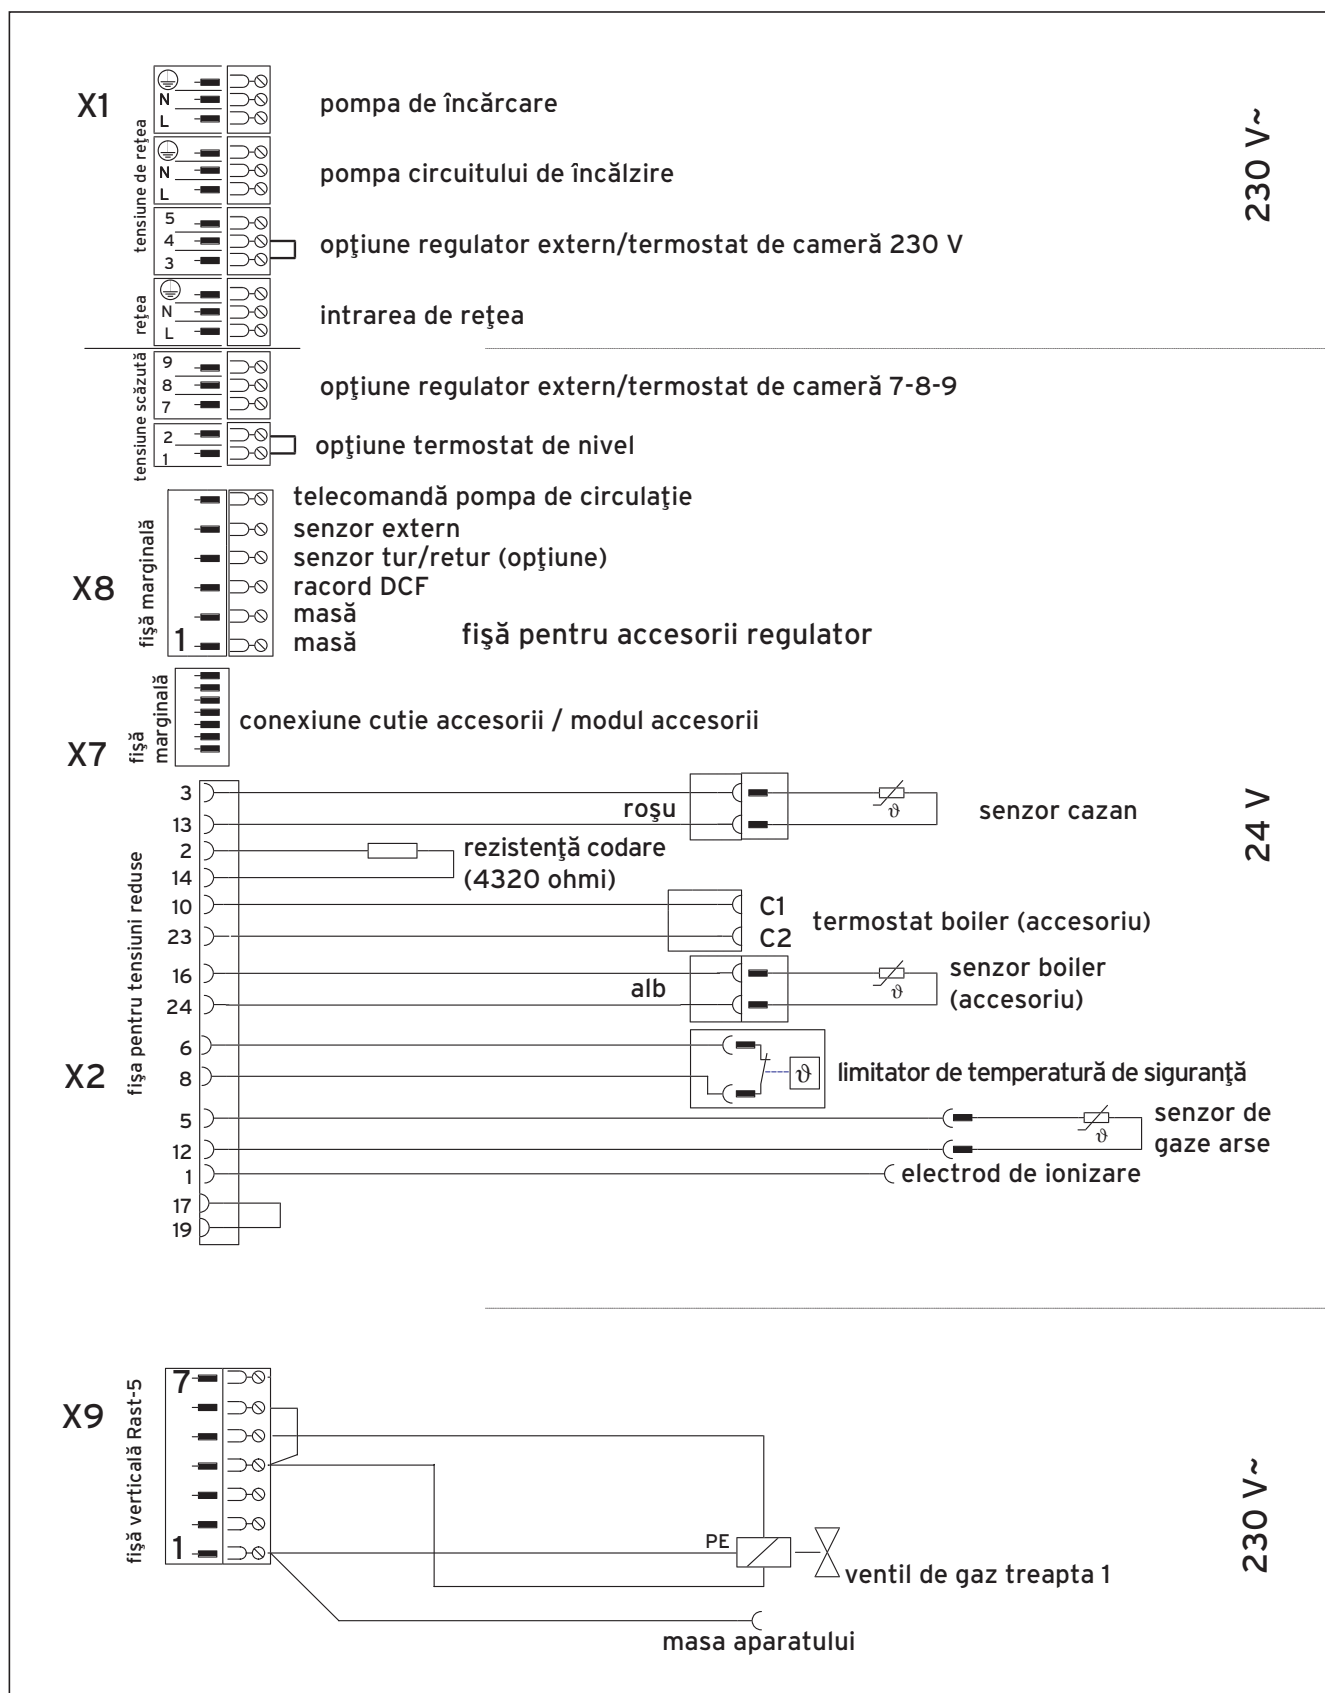 X1
tensiune de reţea
N
L
pompa de încărcare
N
L
pompa circuitului de încălzire
5
4
3
opţiune regulator extern/termostat de cameră 230 V
230 V~
reţea
N
L
intrarea de reţea
tensiune scăzută
9
8
7
opţiune regulator extern/termostat de cameră 7-8-9
2
1
opţiune termostat de nivel
X8
fişă marginală
1
telecomandă pompa de circulaţie
senzor extern
senzor tur/retur (opţiune)
racord DCF
masă
masă
fişă pentru accesorii regulator
X7
fişă
marginală
conexiune cutie accesorii / modul accesorii
24 V
X2
fişa pentru tensiuni reduse
3
13
roşu
ϑ
senzor cazan
2
14
rezistenţă codare
(4320 ohmi)
10
23
C1
C2
termostat boiler (accesoriu)
16
24
alb
ϑ
senzor boiler
(accesoriu)
6
8
ϑ
limitator de temperatură de siguranţă
5
12
ϑ
senzor de
gaze arse
1
electrod de ionizare
17
19
X9
fişă verticală Rast-5
7
1
PE
ventil de gaz treapta 1
masa aparatului
230 V~